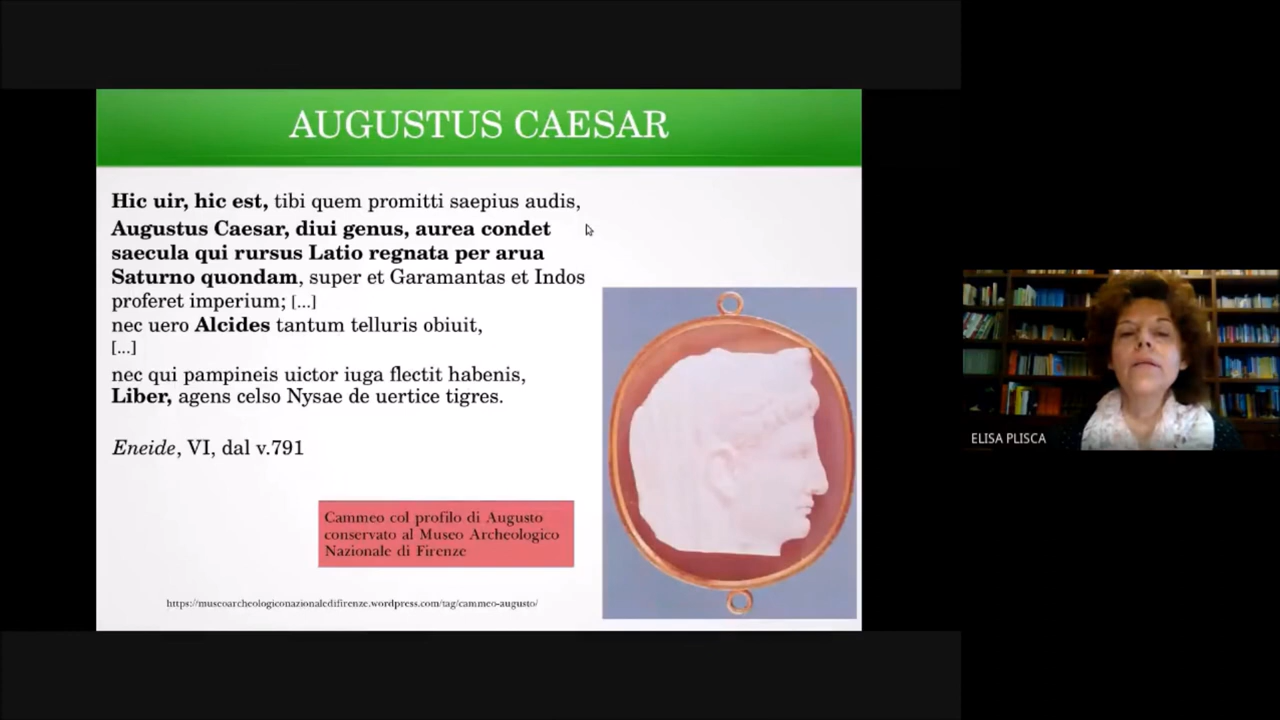 AUGUSTUS CAESAR
Hic uir, hic est, tibi quem promitti saepius audis,
Augustus Caesar, diui genus, aurea condet
saecula qui rursus Latio regnata per arua
Saturno quondam, super et Garamantas et Indos
proferet imperium; [...]
nec uero Alcides tantum telluris obiuit,
[...]
nec qui pampineis uictor iuga flectit habenis,
Liber, agens celso Nysae de uertice tigres.
Eneide, VI, dal v.791
Cammeo col profilo di Augusto
conservato al Museo Archeologico
Nazionale di Firenze
https://museoarcheologiconazionaledifirenze.wordpress.com/tag/cammeo-augusto/
ELISA PLISCA